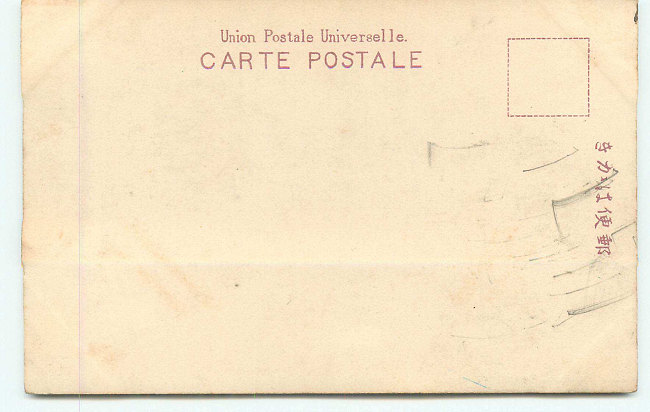 Union Postale Universelle.
CARTE POSTALE
郵便はかき